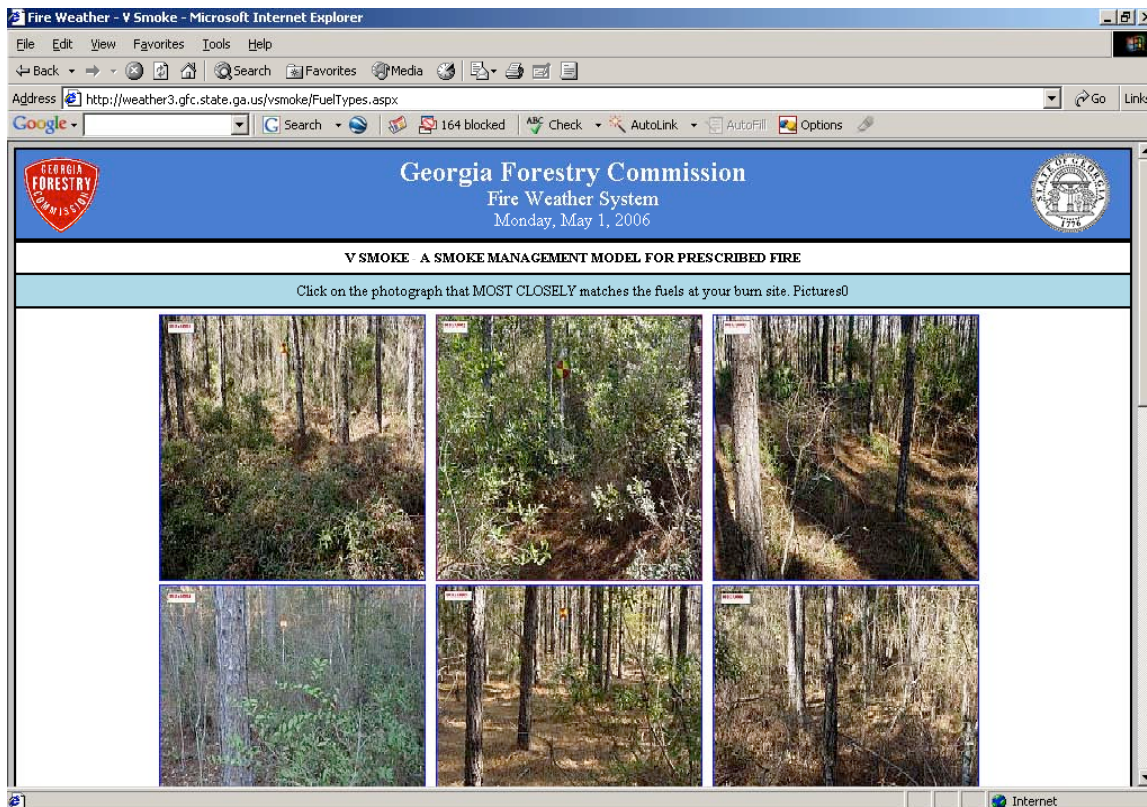 Fire Weather - V Smoke - Microsoft Internet Explorer
File Edit View Favorites Tools Help
Back Search Favorites Media
Address http://weather3.gfc.state.ga.us/vsmoke/FuelTypes.aspx Go Links
Google Search 164 blocked ABC Check AutoLink AutoFill Options
GEORGIA
FORESTRY
COMMISSION
Georgia Forestry Commission
Fire Weather System
Monday, May 1, 2006
STATE OF GEORGIA
1776
V SMOKE - A SMOKE MANAGEMENT MODEL FOR PRESCRIBED FIRE
Click on the photograph that MOST CLOSELY matches the fuels at your burn site. Pictures0
Internet